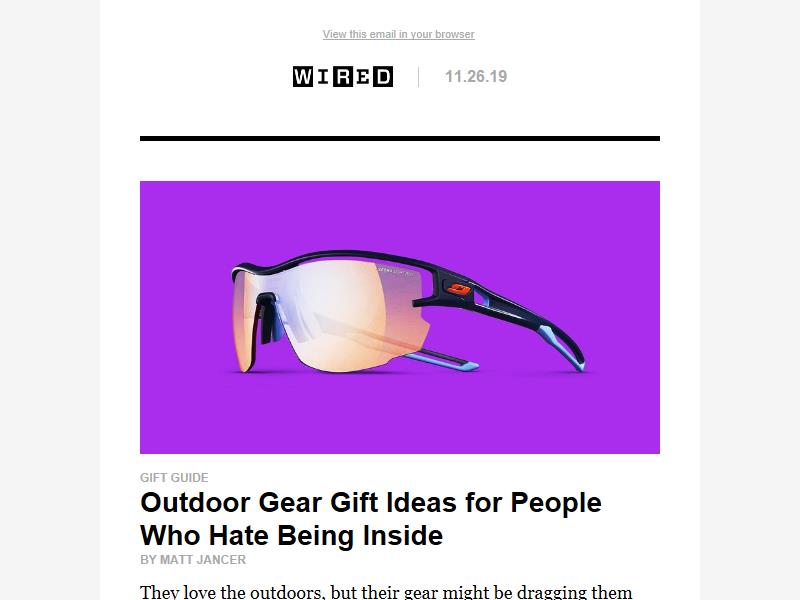 View this email in your browser
WIRED
11.26.19
GIFT GUIDE
Outdoor Gear Gift Ideas for People
Who Hate Being Inside
BY MATT JANCER
They love the outdoors, but their gear might be dragging them